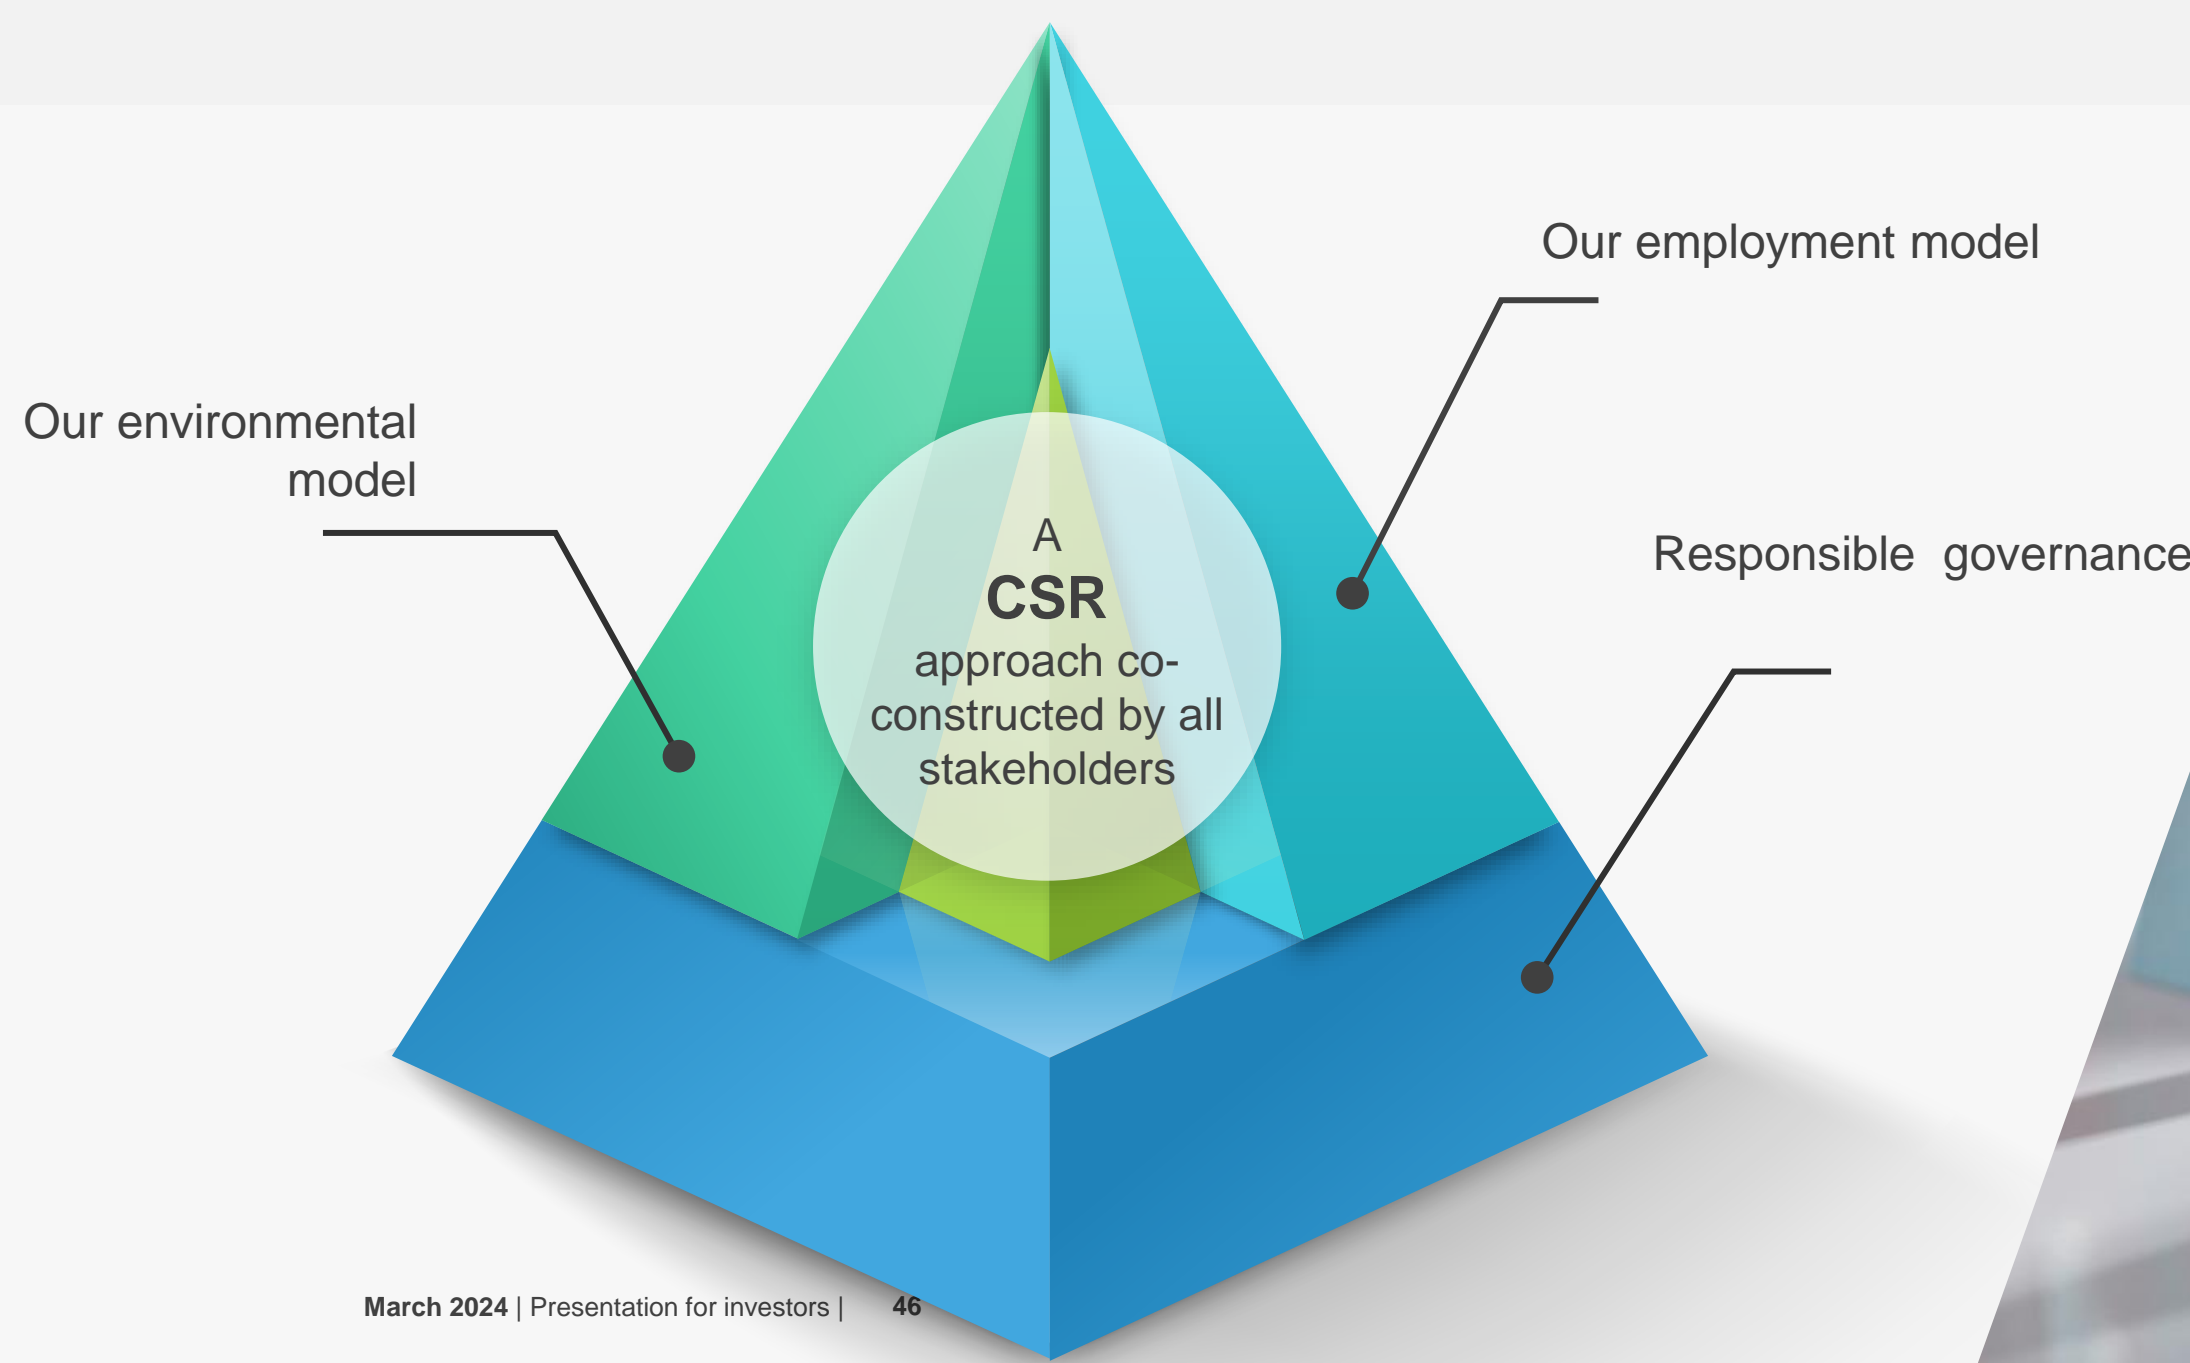 Our employment model
Our environmental
model
Responsible governance
A
CSR
approach co-
constructed by all
stakeholders
March 2024 | Presentation for investors | 46